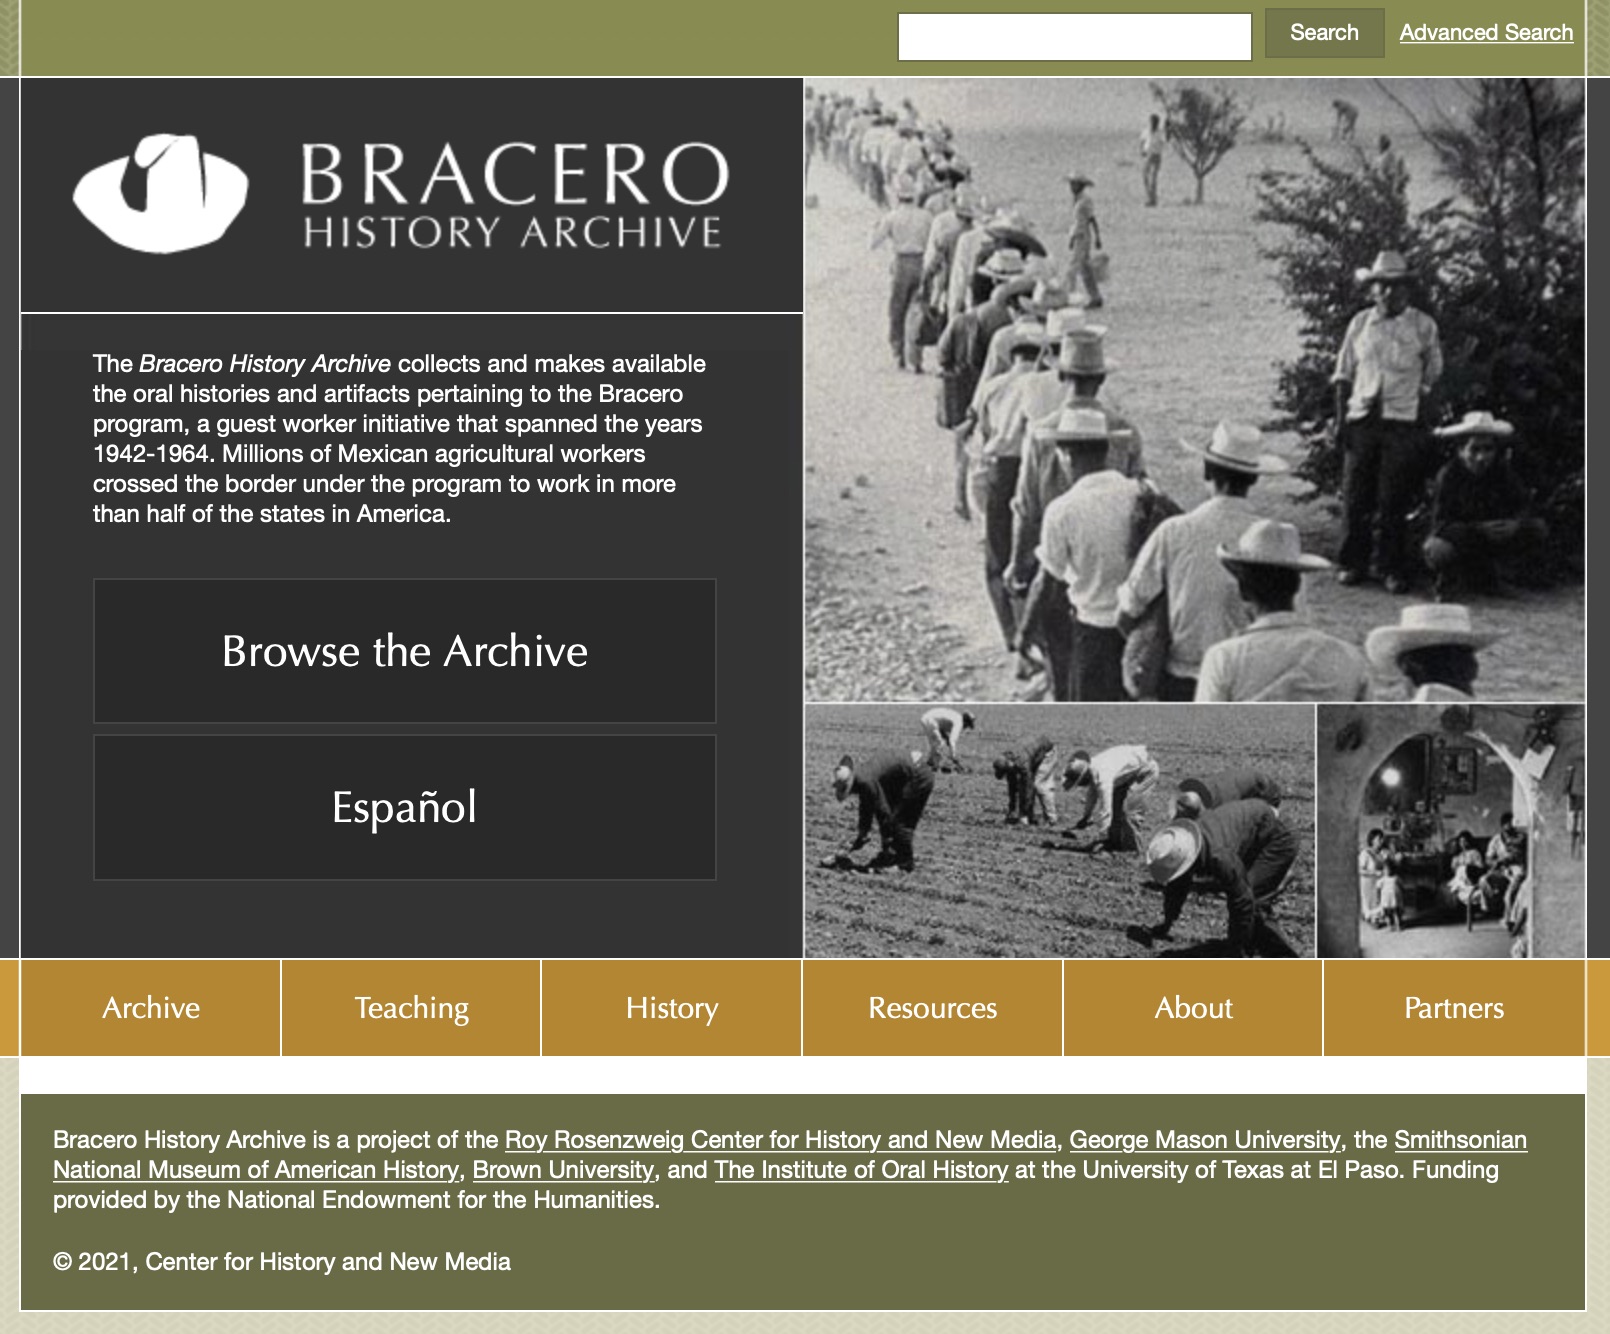 Search
Advanced Search
BRACERO
HISTORY ARCHIVE
The Bracero History Archive collects and makes available
the oral histories and artifacts pertaining to the Bracero
program, a guest worker initiative that spanned the years
1942-1964. Millions of Mexican agricultural workers
crossed the border under the program to work in more
than half of the states in America.
Browse the Archive
Español
Archive
Teaching
History
Resources
About
Partners
Bracero History Archive is a project of the Roy Rosenzweig Center for History and New Media, George Mason University, the Smithsonian
National Museum of American History, Brown University, and The Institute of Oral History at the University of Texas at El Paso. Funding
provided by the National Endowment for the Humanities.
© 2021, Center for History and New Media